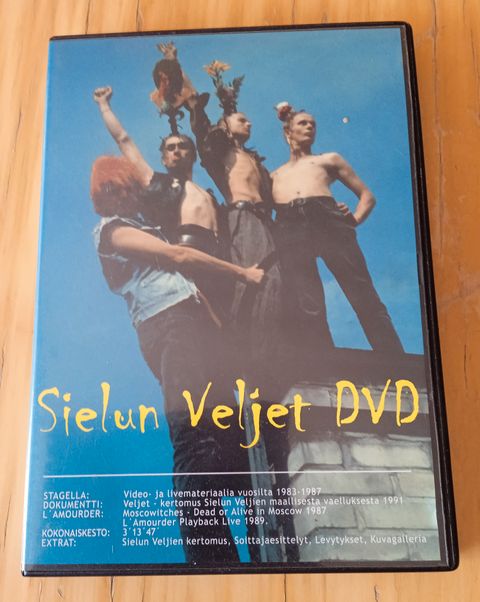 Sielun Veljet DVD
STAGELLA: Video- ja livemateriaalia vuosilta 1983-1987
DOKUMENTTI: Veljet - kertomus Sielun Veljien maallisesta vaelluksesta 1991
L´AMOURDER: Moscowitches - Dead or Alive in Moscow 1987
L´Amourder Playback Live 1989.
KOKONAISKESTO: 3´13´47
EXTRAT: Sielun Veljien kertomus, Soittajaesittelyt, Levytykset, Kuvagalleria